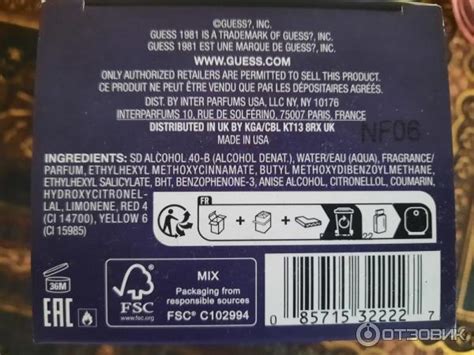 ©GUESS?, INC.
GUESS 1981 IS A TRADEMARK OF GUESS?, INC.
GUESS 1981 EST UNE MARQUE DE GUESS?, INC.
WWW.GUESS.COM
ONLY AUTHORIZED RETAILERS ARE PERMITTED TO SELL THIS PRODUCT.
CE PRODUIT NE PEUT ÊTRE VENDU QUE PAR LES DÉPOSITAIRES AGRÉÉS.
DIST. BY INTER PARFUMS USA, LLC NY, NY 10176
INTERPARFUMS 10, RUE DE SOLFÉRINO, 75007 PARIS, FRANCE
DISTRIBUTED IN UK BY KGA/CBL KT13 8RX UK
MADE IN USA
NF06
INGREDIENTS: SD ALCOHOL 40-B (ALCOHOL DENAT.), WATER/EAU (AQUA), FRAGRANCE/
PARFUM, ETHYLHEXYL METHOXYCINNAMATE, BUTYL METHOXYDIBENZOYLMETHANE,
ETHYLHEXYL SALICYLATE, BHT, BENZOPHENONE-3, ANISE ALCOHOL, CITRONELLOL, COUMARIN,
HYDROXYCITRONEL-
LAL, LIMONENE, RED 4
(CI 14700), YELLOW 6
(CI 15985)
FR
22
36M
EAC
FSC
www.fsc.org
MIX
Packaging from
responsible sources
FSC® C102994
0 85715 32222 7
ОТЗОВИК